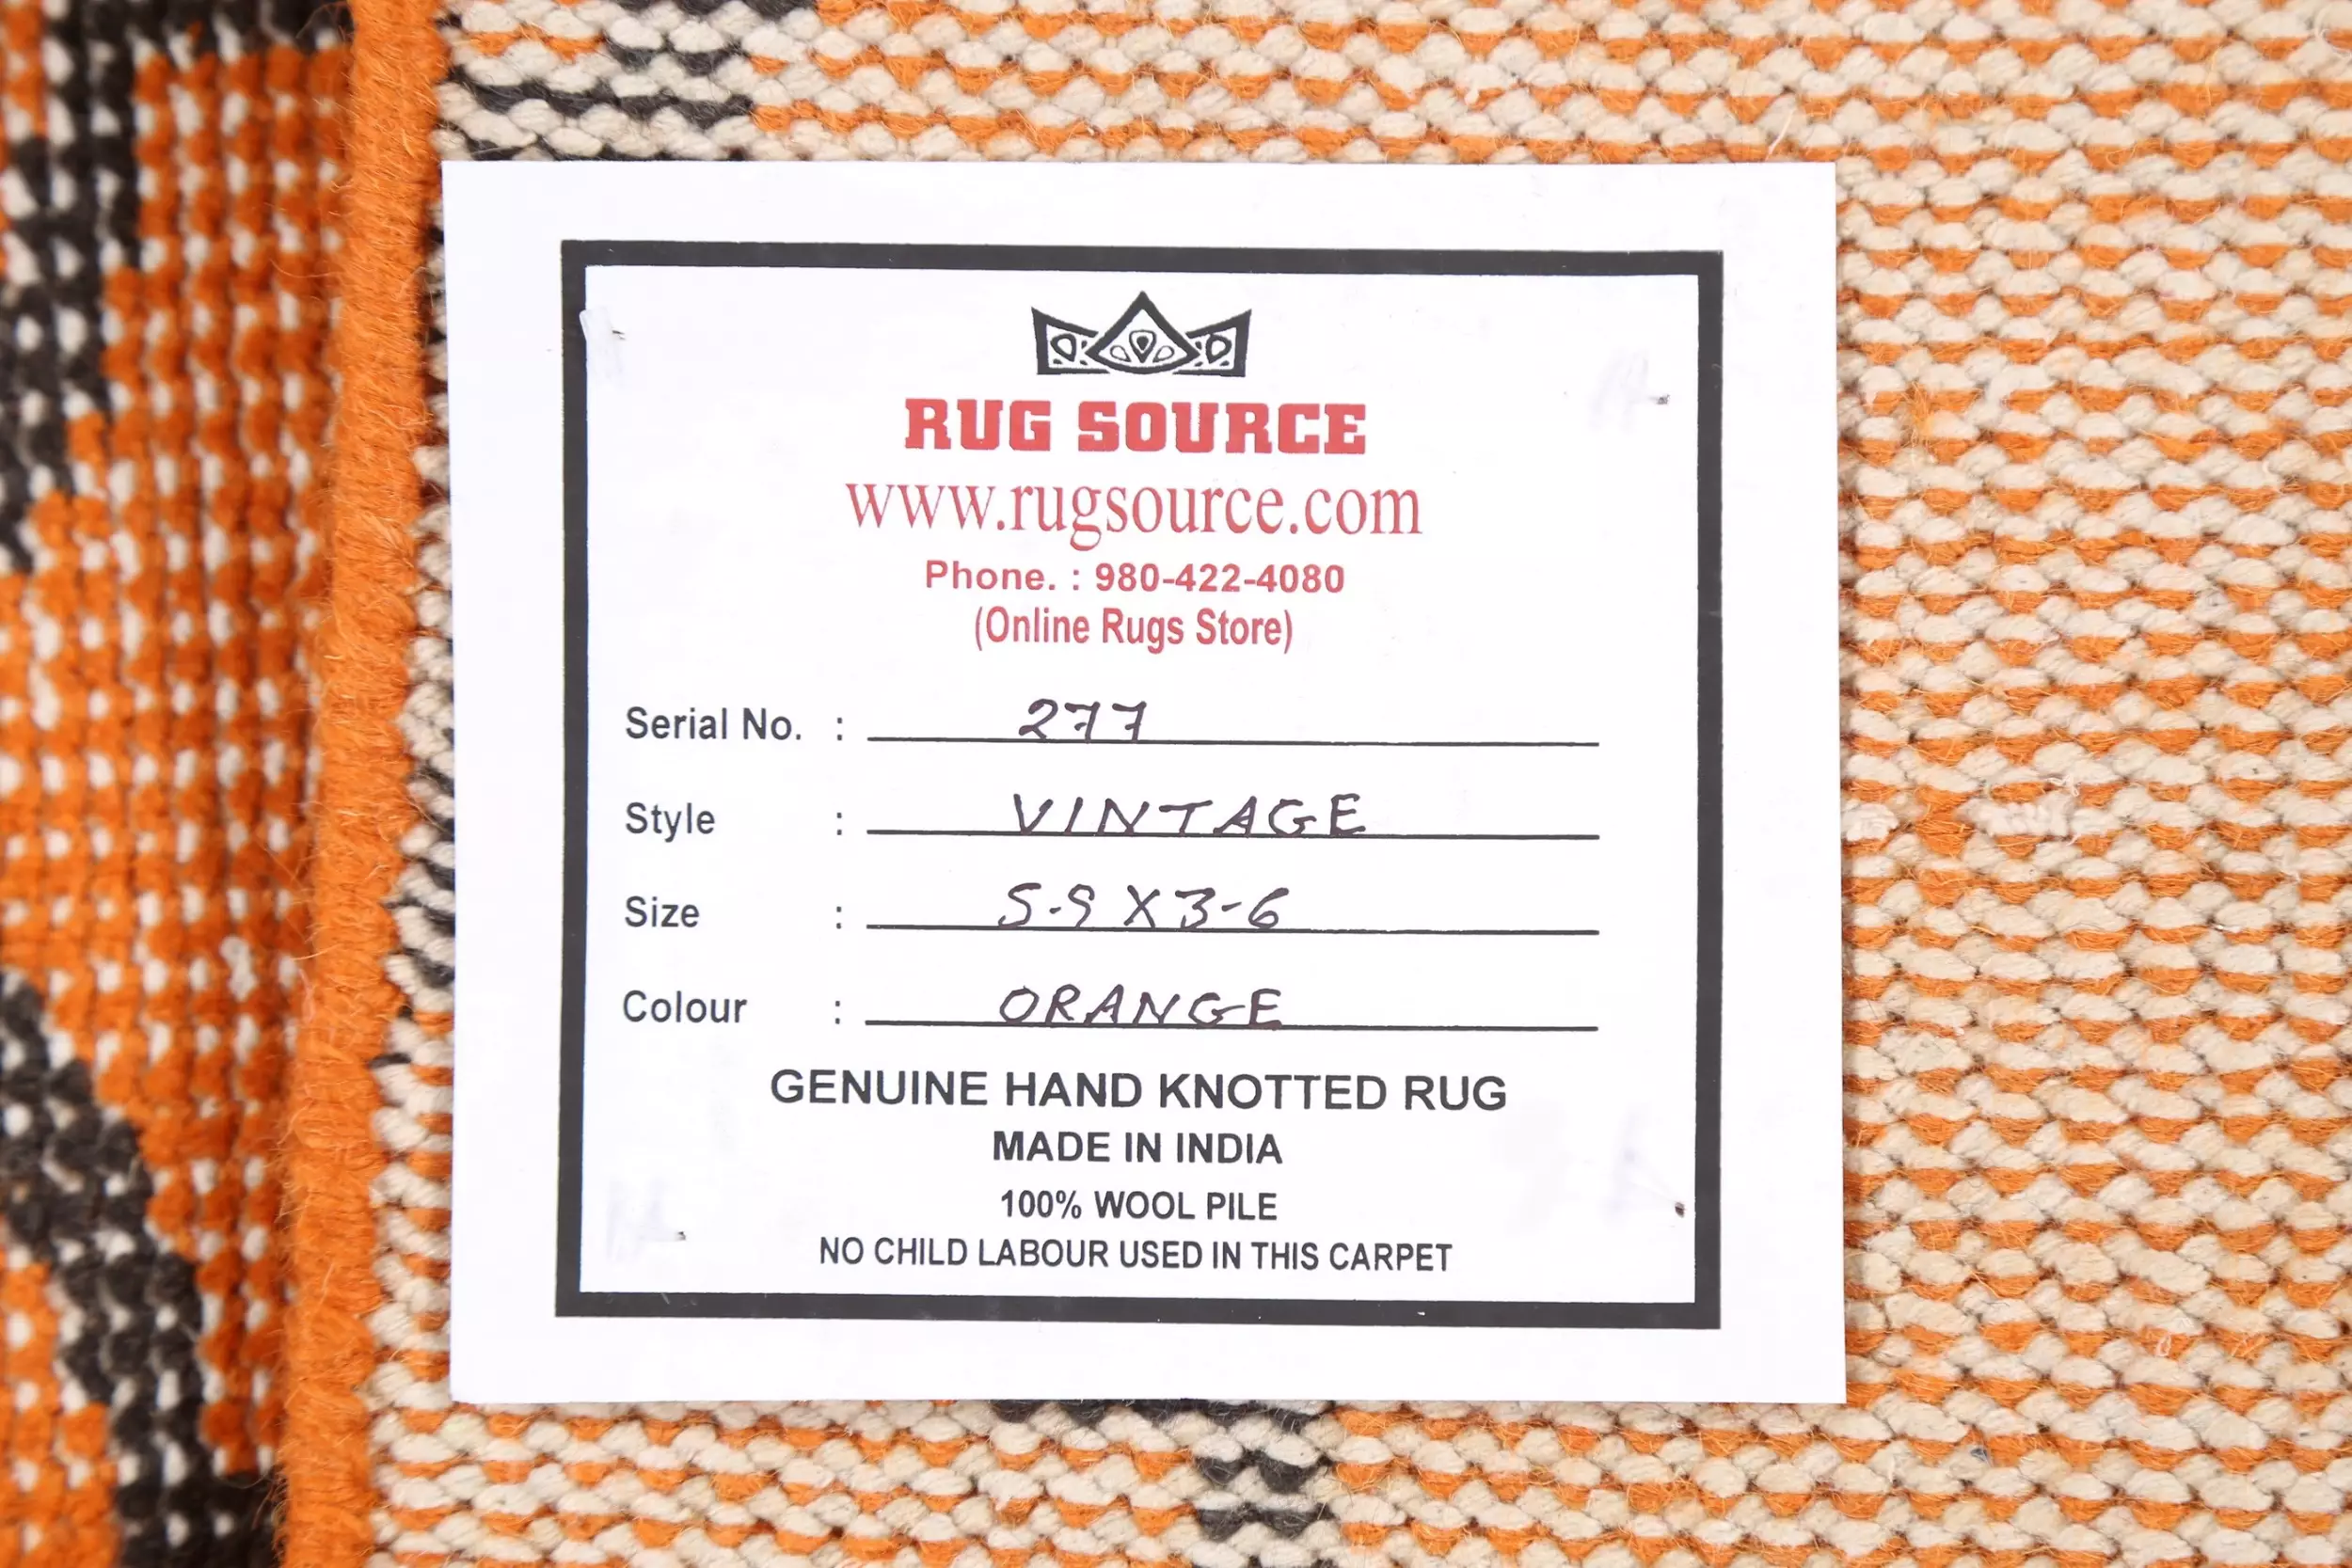 RUG SOURCE
www.rugsource.com
Phone. : 980-422-4080
(Online Rugs Store)
Serial No. : 277
Style : VINTAGE
Size : 5-9 X 3-6
Colour : ORANGE
GENUINE HAND KNOTTED RUG
MADE IN INDIA
100% WOOL PILE
NO CHILD LABOUR USED IN THIS CARPET